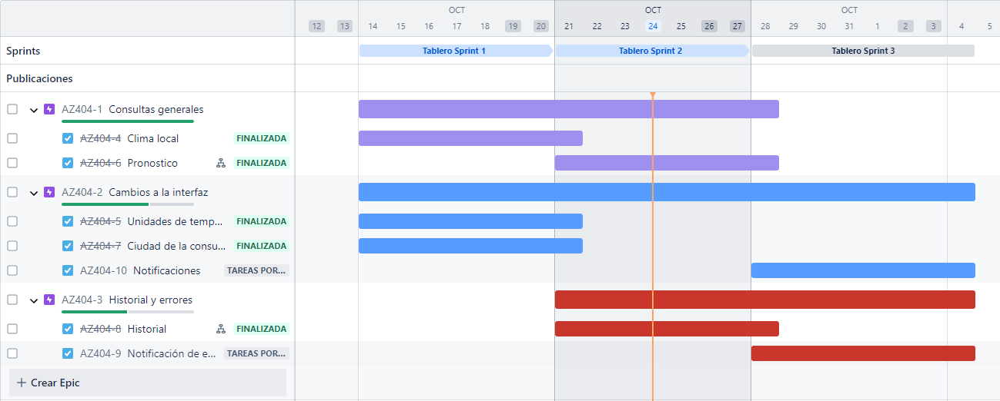 OCT OCT OCT
12 13 14 15 16 17 18 19 20 21 22 23 24 25 26 27 28 29 30 31 1 2 3 4 5
Sprints Tablero Sprint 1 Tablero Sprint 2 Tablero Sprint 3
Publicaciones
AZ404-1 Consultas generales
AZ404-4 Clima local FINALIZADA
AZ404-6 Pronostico FINALIZADA
AZ404-2 Cambios a la interfaz
AZ404-5 Unidades de temp... FINALIZADA
AZ404-7 Ciudad de la consu... FINALIZADA
AZ404-10 Notificaciones TAREAS POR...
AZ404-3 Historial y errores
AZ404-8 Historial FINALIZADA
AZ404-9 Notificación de e... TAREAS POR...
+ Crear Epic